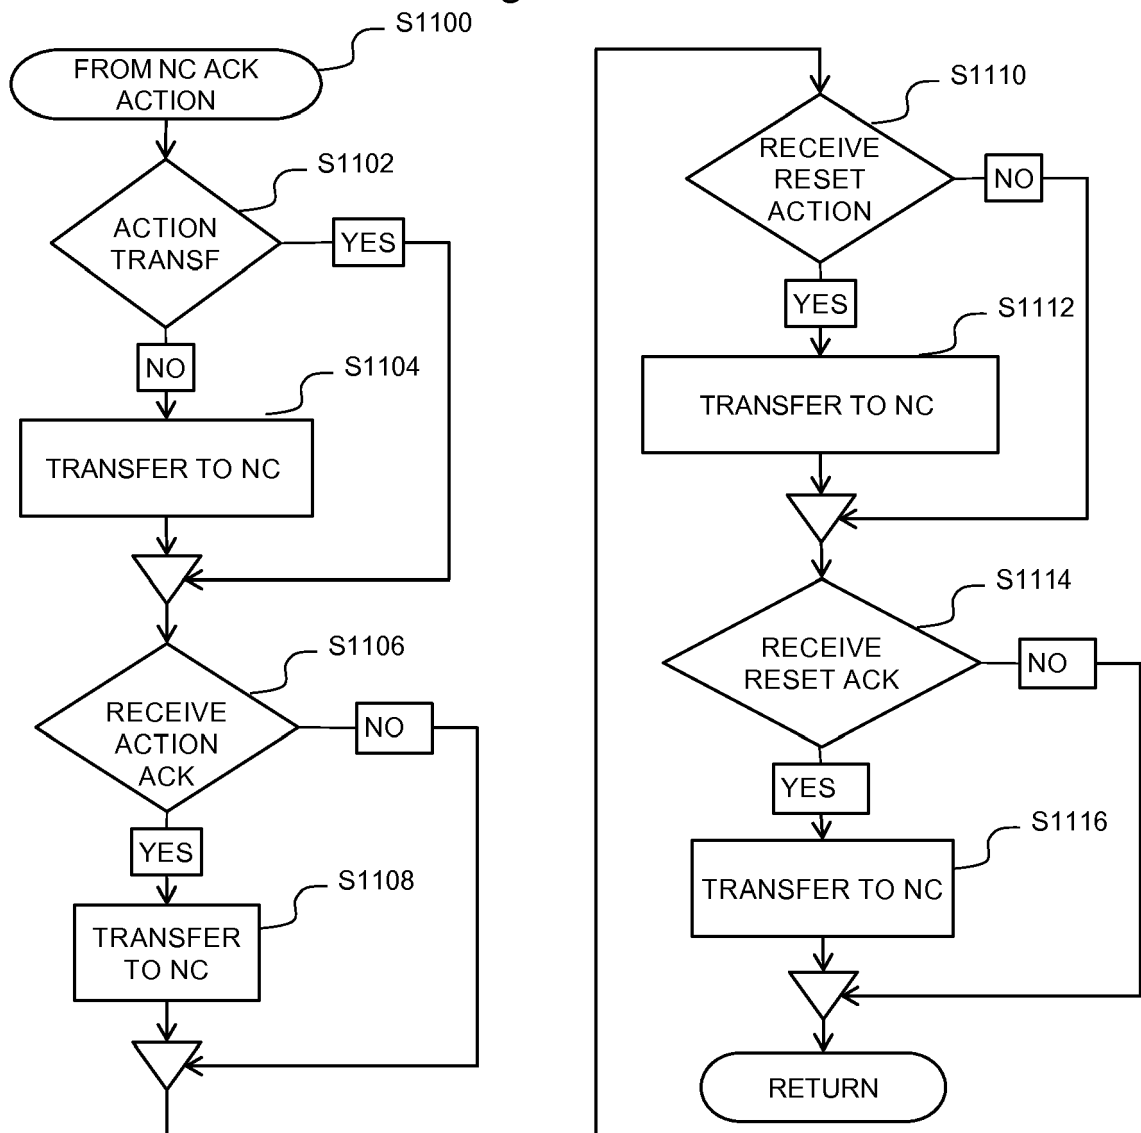 S1100
FROM NC ACK
ACTION
S1102
ACTION
TRANSF
YES
NO
S1104
TRANSFER TO NC
S1106
RECEIVE
ACTION
ACK
NO
YES
S1108
TRANSFER
TO NC
S1110
RECEIVE
RESET
ACTION
NO
YES
S1112
TRANSFER TO NC
S1114
RECEIVE
RESET ACK
NO
YES
S1116
TRANSFER TO NC
RETURN